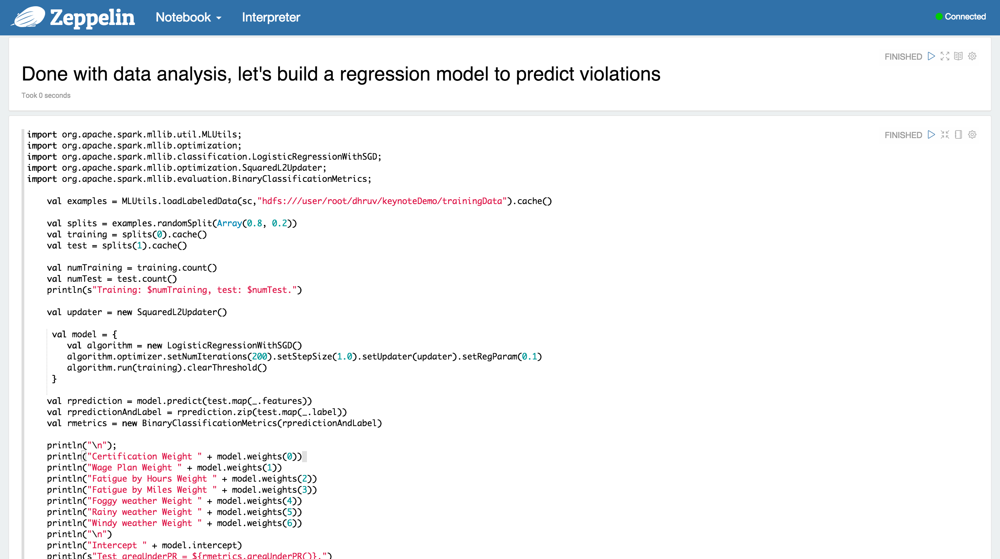 Zeppelin Notebook Interpreter Connected
FINISHED
Done with data analysis, let's build a regression model to predict violations
Took 0 seconds
FINISHED
import org.apache.spark.mllib.util.MLUtils;
import org.apache.spark.mllib.optimization;
import org.apache.spark.mllib.classification.LogisticRegressionWithSGD;
import org.apache.spark.mllib.optimization.SquaredL2Updater;
import org.apache.spark.mllib.evaluation.BinaryClassificationMetrics;
val examples = MLUtils.loadLabeledData(sc,"hdfs:///user/root/dhruv/keynoteDemo/trainingData").cache()
val splits = examples.randomSplit(Array(0.8, 0.2))
val training = splits(0).cache()
val test = splits(1).cache()
val numTraining = training.count()
val numTest = test.count()
println(s"Training: $numTraining, test: $numTest.")
val updater = new SquaredL2Updater()
val model = {
val algorithm = new LogisticRegressionWithSGD()
algorithm.optimizer.setNumIterations(200).setStepSize(1.0).setUpdater(updater).setRegParam(0.1)
algorithm.run(training).clearThreshold()
}
val rprediction = model.predict(test.map(_.features))
val rpredictionAndLabel = rprediction.zip(test.map(_.label))
val rmetrics = new BinaryClassificationMetrics(rpredictionAndLabel)
println("\n");
println("Certification Weight " + model.weights(0))
println("Wage Plan Weight " + model.weights(1))
println("Fatigue by Hours Weight " + model.weights(2))
println("Fatigue by Miles Weight " + model.weights(3))
println("Foggy weather Weight " + model.weights(4))
println("Rainy weather Weight " + model.weights(5))
println("Windy weather Weight " + model.weights(6))
println("\n")
println("Intercept " + model.intercept)
println(s"Test areaUnderPR = ${rmetrics.areaUnderPR()}.")